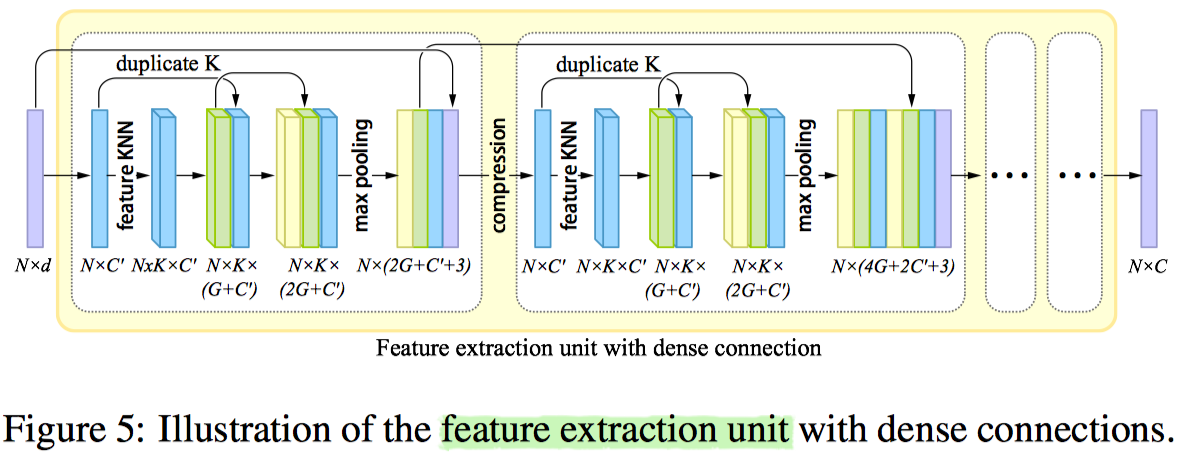 duplicate K
duplicate K
feature KNN
max pooling
compression
feature KNN
max pooling
• • •
• • •
N×d
N×C'
NxK×C'
N×K×
(G+C')
N×K×
(2G+C')
N×(2G+C'+3)
N×C'
N×K×C'
N×K×
(G+C')
N×K×
(2G+C')
N×(4G+2C'+3)
N×C
Feature extraction unit with dense connection
Figure 5: Illustration of the feature extraction unit with dense connections.